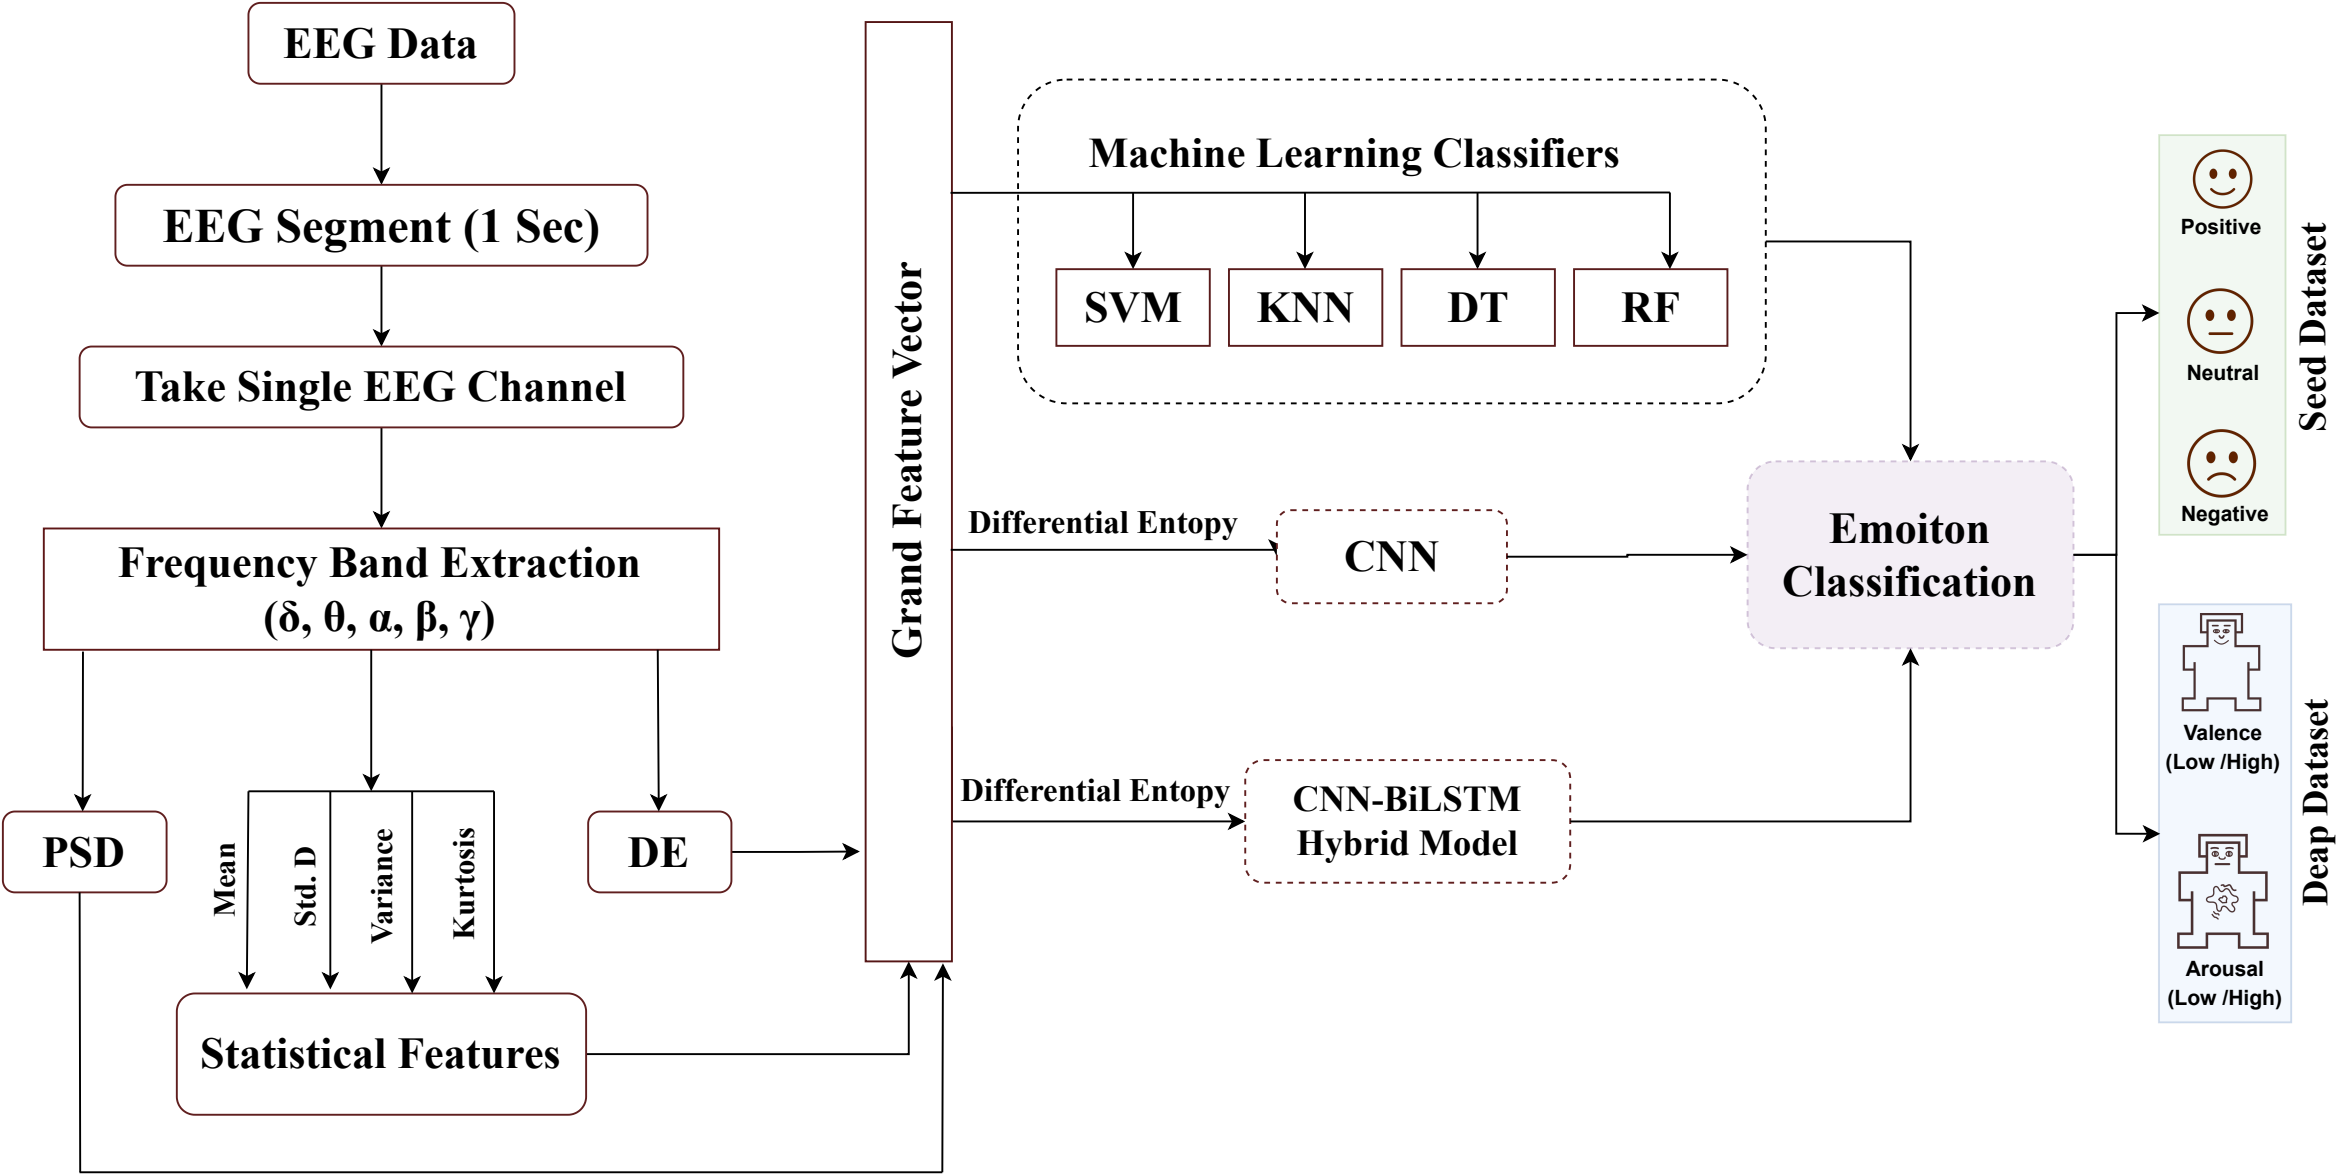 EEG Data
EEG Segment (1 Sec)
Take Single EEG Channel
Frequency Band Extraction
(δ, θ, α, β, γ)
PSD
Mean
Std. D
Variance
Kurtosis
DE
Statistical Features
Grand Feature Vector
Machine Learning Classifiers
SVM
KNN
DT
RF
Differential Entopy
CNN
Differential Entopy
CNN-BiLSTM
Hybrid Model
Emoiton
Classification
Positive
Neutral
Negative
Seed Dataset
Valence
(Low /High)
Arousal
(Low /High)
Deap Dataset